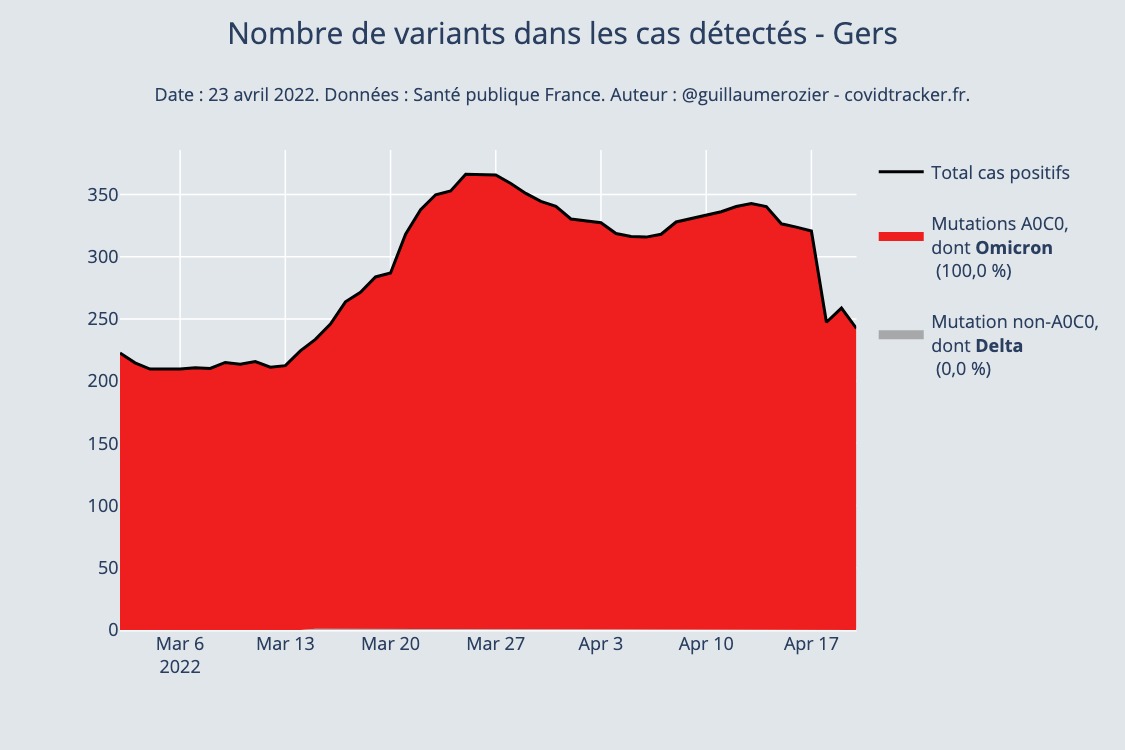 Nombre de variants dans les cas détectés - Gers
Date : 23 avril 2022. Données : Santé publique France. Auteur : @guillaumerozier - covidtracker.fr.
350
300
250
200
150
100
50
0
Mar 6
2022
Mar 13
Mar 20
Mar 27
Apr 3
Apr 10
Apr 17
Total cas positifs
Mutations A0C0,
dont Omicron
(100,0 %)
Mutation non-A0C0,
dont Delta
(0,0 %)